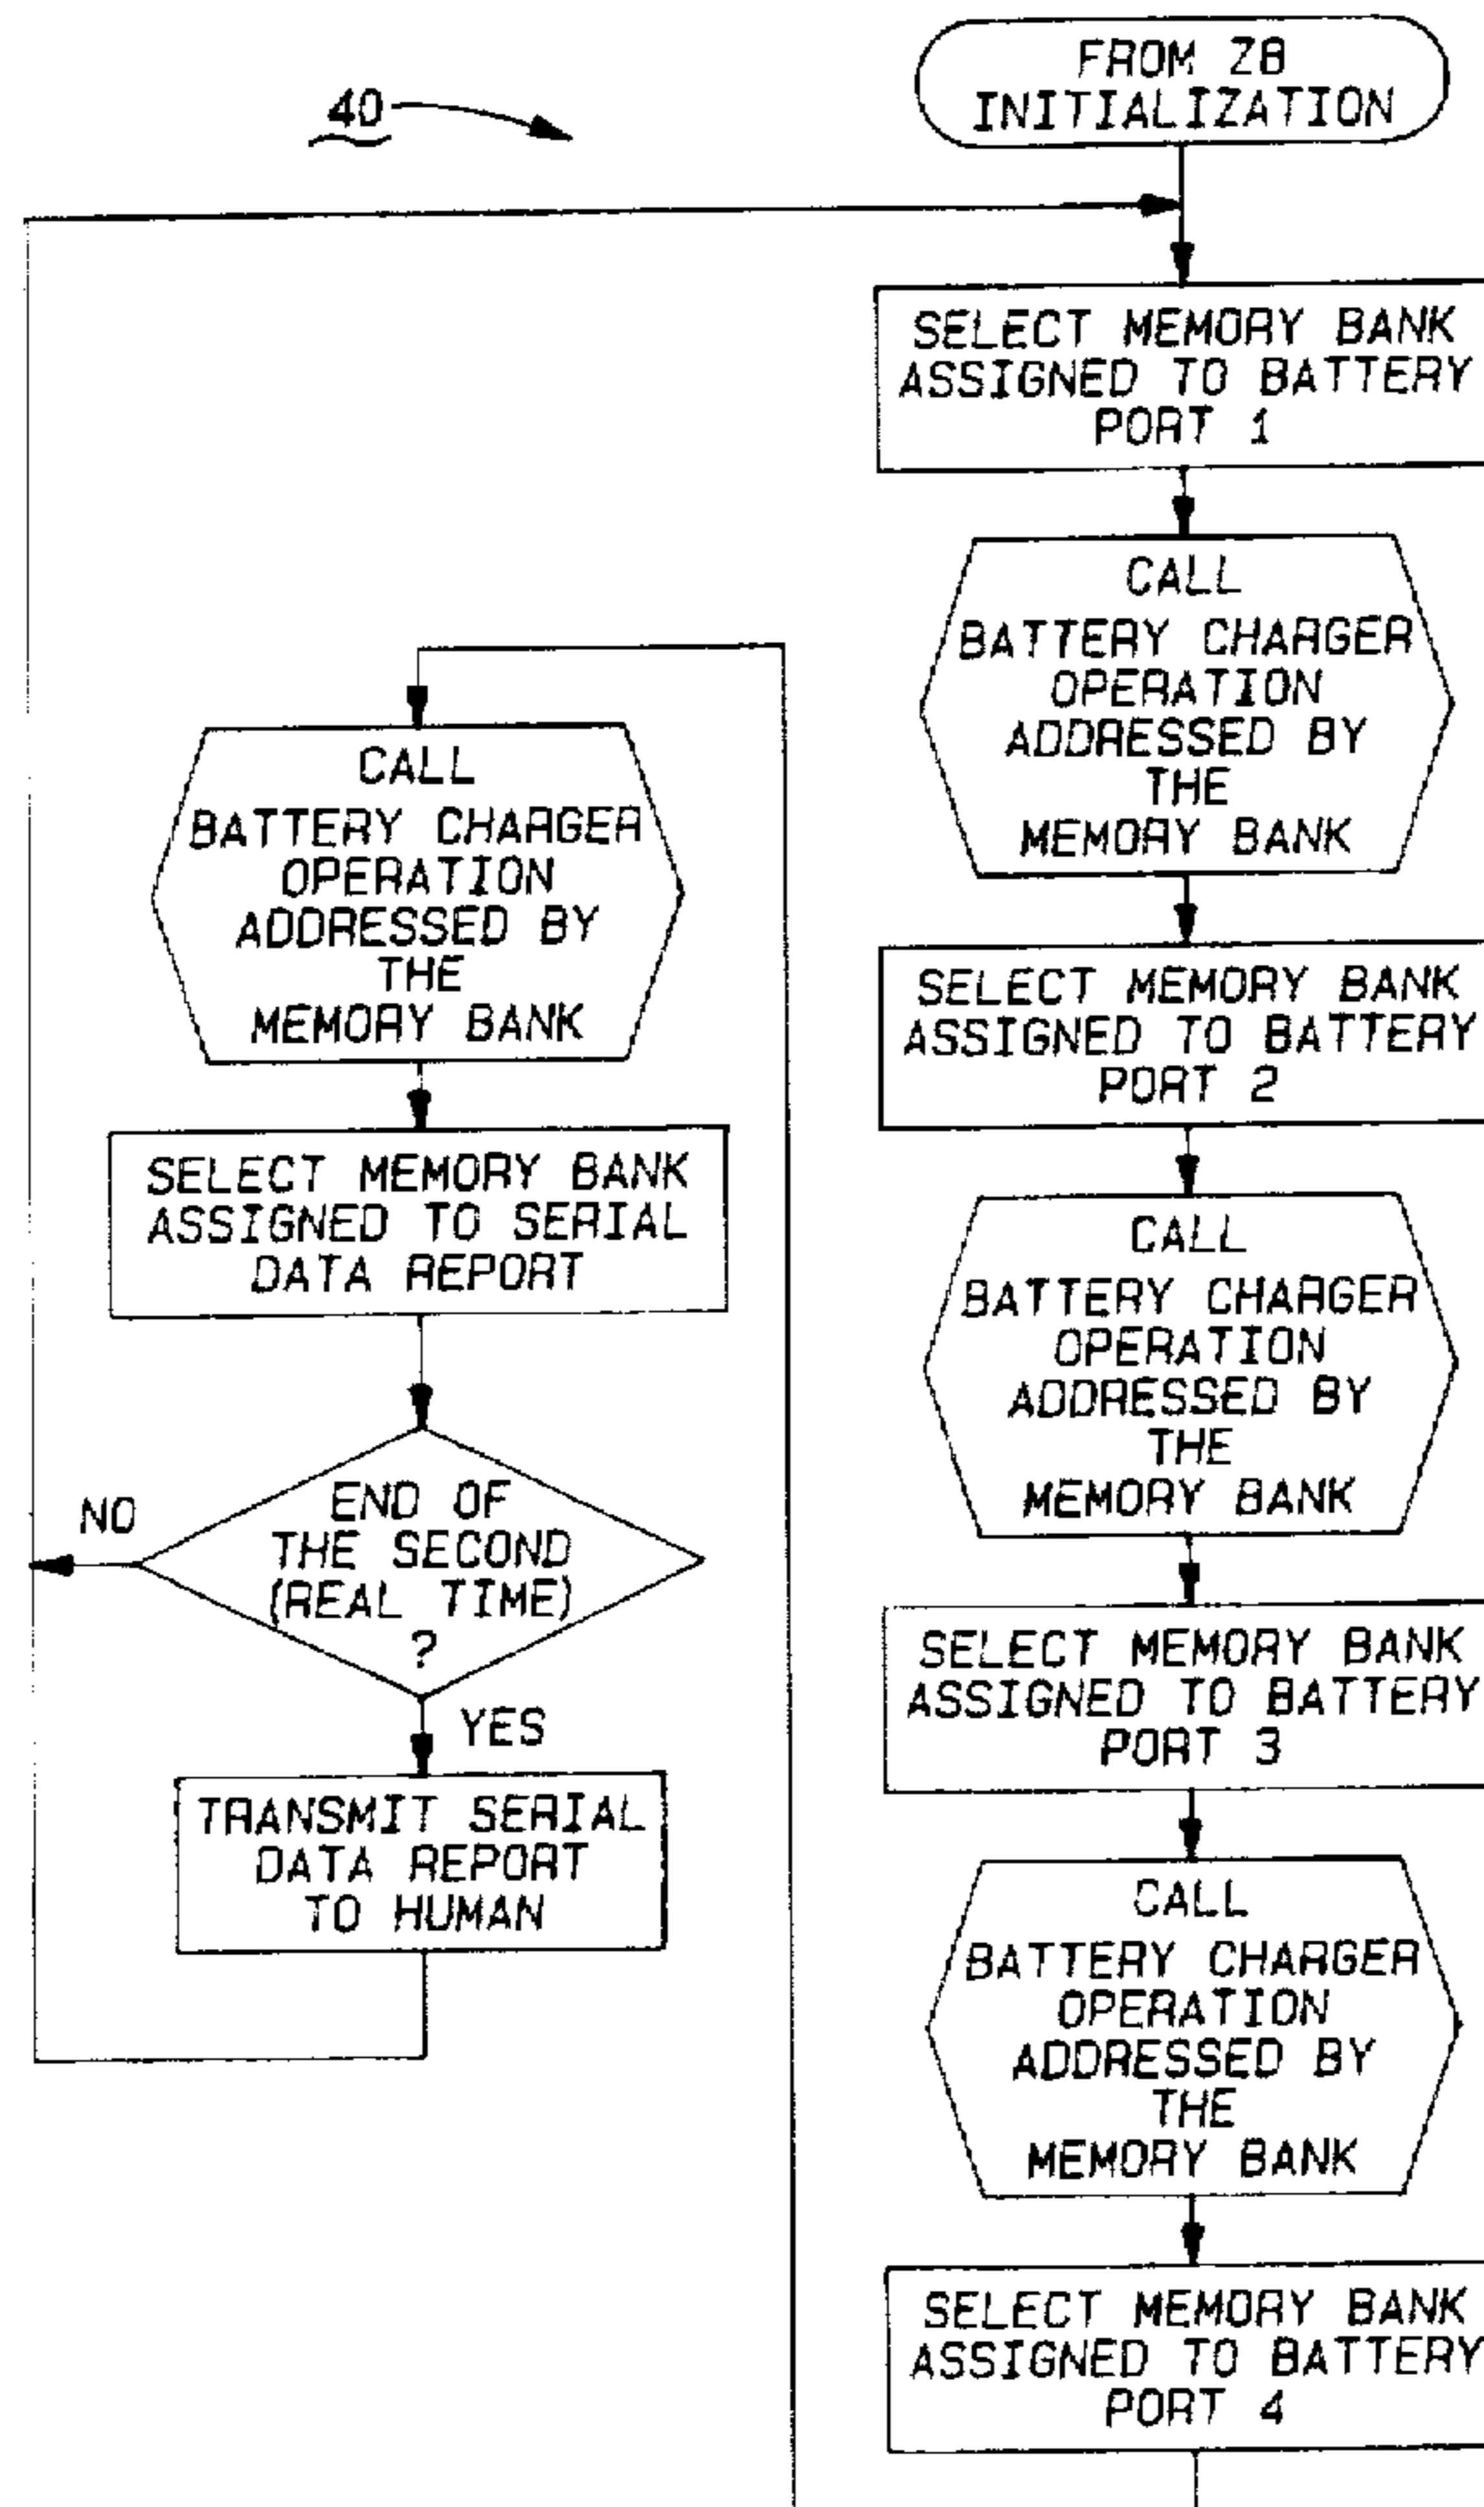 40
FROM Z8
INITIALIZATION
SELECT MEMORY BANK
ASSIGNED TO BATTERY
PORT 1
CALL
BATTERY CHARGER
OPERATION
ADDRESSED BY
THE
MEMORY BANK
SELECT MEMORY BANK
ASSIGNED TO BATTERY
PORT 2
CALL
BATTERY CHARGER
OPERATION
ADDRESSED BY
THE
MEMORY BANK
SELECT MEMORY BANK
ASSIGNED TO BATTERY
PORT 3
CALL
BATTERY CHARGER
OPERATION
ADDRESSED BY
THE
MEMORY BANK
SELECT MEMORY BANK
ASSIGNED TO BATTERY
PORT 4
CALL
BATTERY CHARGER
OPERATION
ADDRESSED BY
THE
MEMORY BANK
SELECT MEMORY BANK
ASSIGNED TO SERIAL
DATA REPORT
END OF
THE SECOND
(REAL TIME)
?
NO
YES
TRANSMIT SERIAL
DATA REPORT
TO HUMAN